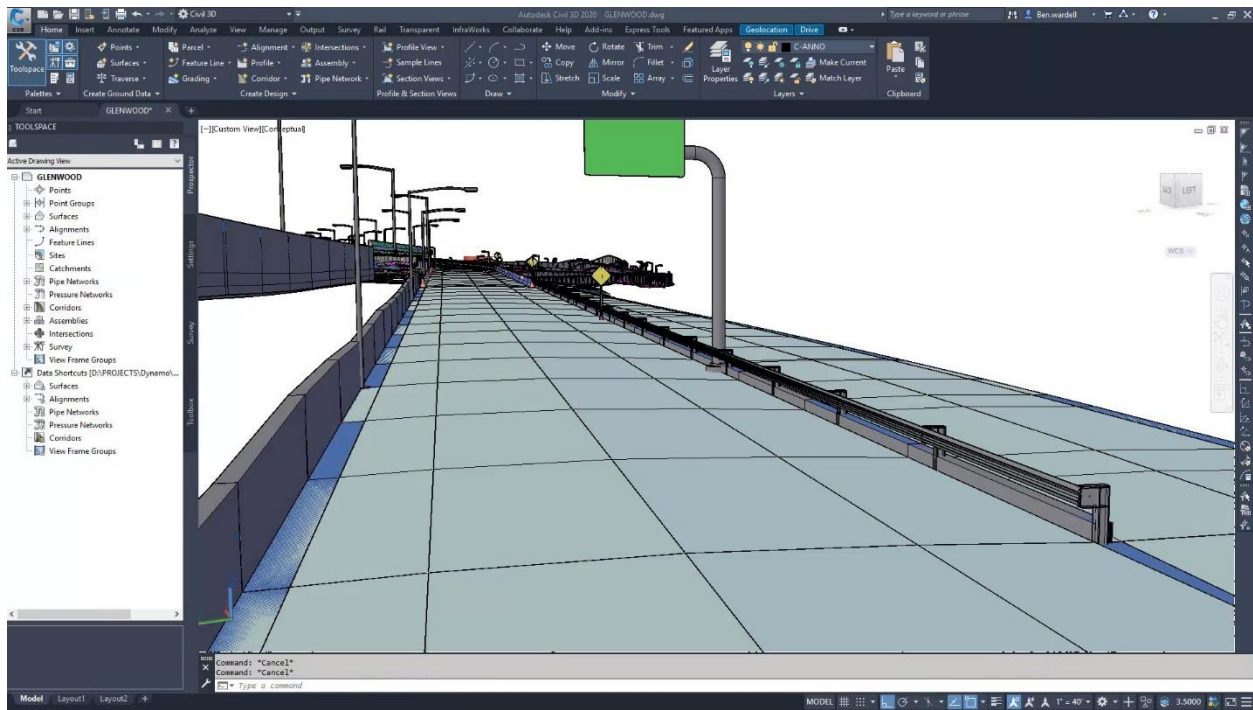 Civil 3D
Autodesk Civil 3D 2020 GLENWOOD.dwg
Type a keyword or phrase
Ben.wardell
C3D
Home Insert Annotate Modify Analyze View Manage Output Survey Rail Transparent InfraWorks Collaborate Help Add-ins Express Tools Featured Apps Geolocation Drive
Toolspace
Points
Surfaces
Traverse
Parcel
Feature Line
Grading
Alignment
Profile
Corridor
Intersections
Assembly
Pipe Network
Profile View
Sample Lines
Section Views
Move
Copy
Stretch
Rotate
Mirror
Scale
Trim
Fillet
Array
Layer
Properties
C-ANNO
Make Current
Match Layer
Paste
Palettes
Create Ground Data
Create Design
Profile & Section Views
Draw
Modify
Layers
Clipboard
Start
GLENWOOD*
TOOLSPACE
Active Drawing View
GLENWOOD
Points
Point Groups
Surfaces
Alignments
Feature Lines
Sites
Catchments
Pipe Networks
Pressure Networks
Corridors
Assemblies
Intersections
Survey
View Frame Groups
Data Shortcuts [D:\PROJECTS\Dynamo\...
Surfaces
Alignments
Pipe Networks
Pressure Networks
Corridors
View Frame Groups
Prospector
Settings
Survey
Toolbox
[−][Custom View][Conceptual]
LEFT
WCS
Command: *Cancel*
Command: *Cancel*
Type a command
Model Layout1 Layout2 +
MODEL
1" = 40'
3.5000